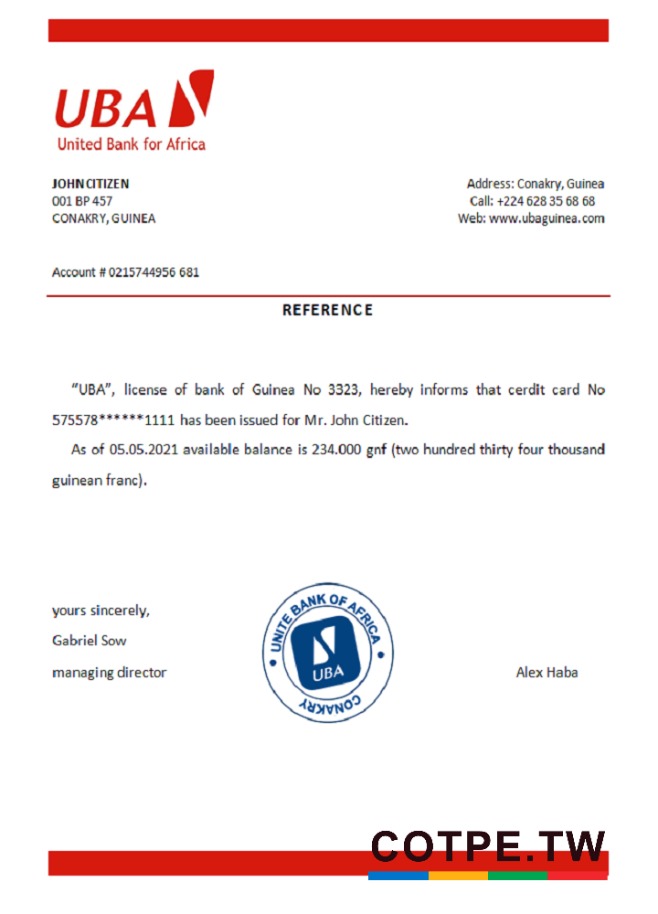 UBA
United Bank for Africa
JOHN CITIZEN
001 BP 457
CONAKRY, GUINEA
Address: Conakry, Guinea
Call: +224 628 35 68 68
Web: www.ubaguinea.com
Account # 0215744956 681
REFERENCE
“UBA”, license of bank of Guinea No 3323, hereby informs that cerdit card No
575578******1111 has been issued for Mr. John Citizen.
As of 05.05.2021 available balance is 234.000 gnf (two hundred thirty four thousand
guinean franc).
yours sincerely,
Gabriel Sow
managing director
UNITE BANK OF AFRICA
UBA
CONAKRY
Alex Haba
COTPE.TW